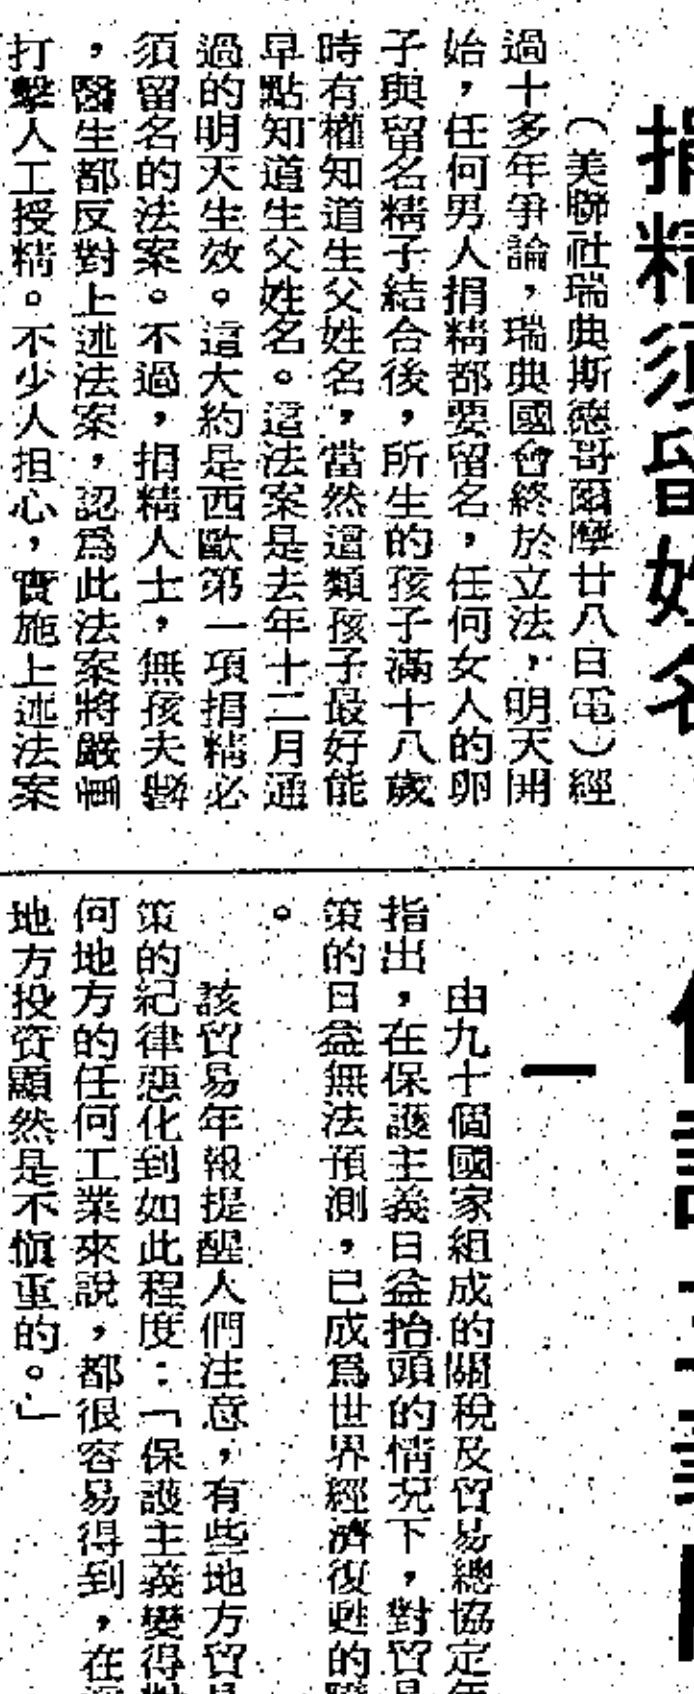 捐精須留姓名
（美聯社瑞典斯德哥爾摩廿八日電）經
過十多年爭論，瑞典國會終於立法，明天開
始，任何男人捐精都要留名，任何女人的卵
子與留名精子結合後，所生的孩子滿十八歲
時有權知道生父姓名，當然這類孩子最好能
早點知道生父姓名。這法案是去年十二月通
過的明天生效。這大約是西歐第一項捐精必
須留名的法案。不過，捐精人士，無孩夫婦
，醫生都反對上述法案，認爲此法案將嚴重
打擊人工授精。不少人担心，實施上述法案
由九十個國家組成的關稅及貿易總協定年
指出，在保護主義日益抬頭的情况下，對貿易
策的日益無法預測，已成爲世界經濟復甦的
。
該貿易年報提醒人們注意，有些地方貿易
策的紀律惡化到如此程度：「保護主義變得對
何地方的任何工業來說，都很容易得到，在
地方投資顯然是不愼重的。」